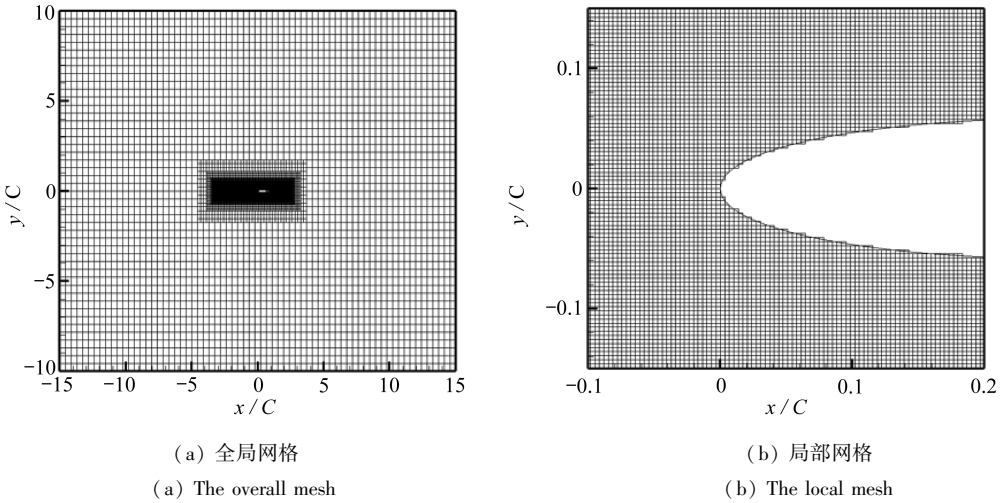 10
5
0
−5
−10
y/C
−15
−10
−5
0
5
10
15
x/C
(a) 全局网格
(a) The overall mesh
0.1
0
−0.1
y/C
−0.1
0
0.1
0.2
x/C
(b) 局部网格
(b) The local mesh